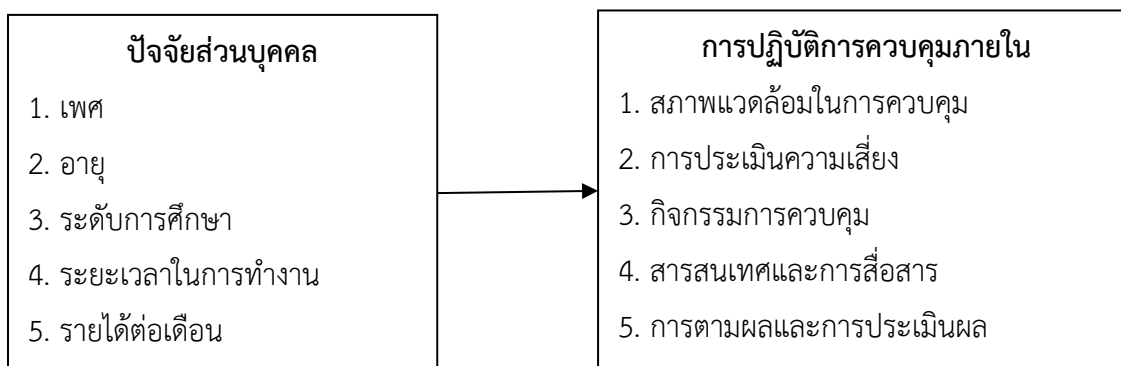 ปัจจัยส่วนบุคคล
1. เพศ
2. อายุ
3. ระดับการศึกษา
4. ระยะเวลาในการทำงาน
5. รายได้ต่อเดือน
การปฏิบัติการควบคุมภายใน
1. สภาพแวดล้อมในการควบคุม
2. การประเมินความเสี่ยง
3. กิจกรรมการควบคุม
4. สารสนเทศและการสื่อสาร
5. การตามผลและการประเมินผล